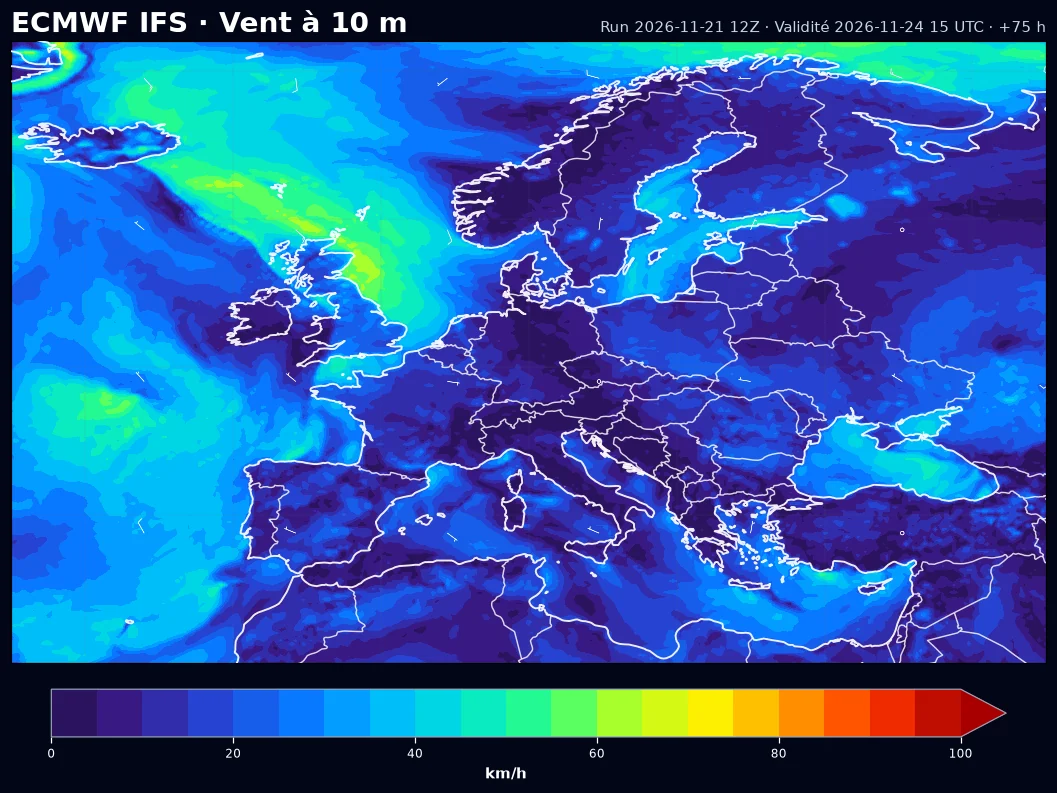 ECMWF IFS · Vent à 10 m
Run 2026-11-21 12Z · Validité 2026-11-24 15 UTC · +75 h
0 20 40 60 80 100
km/h